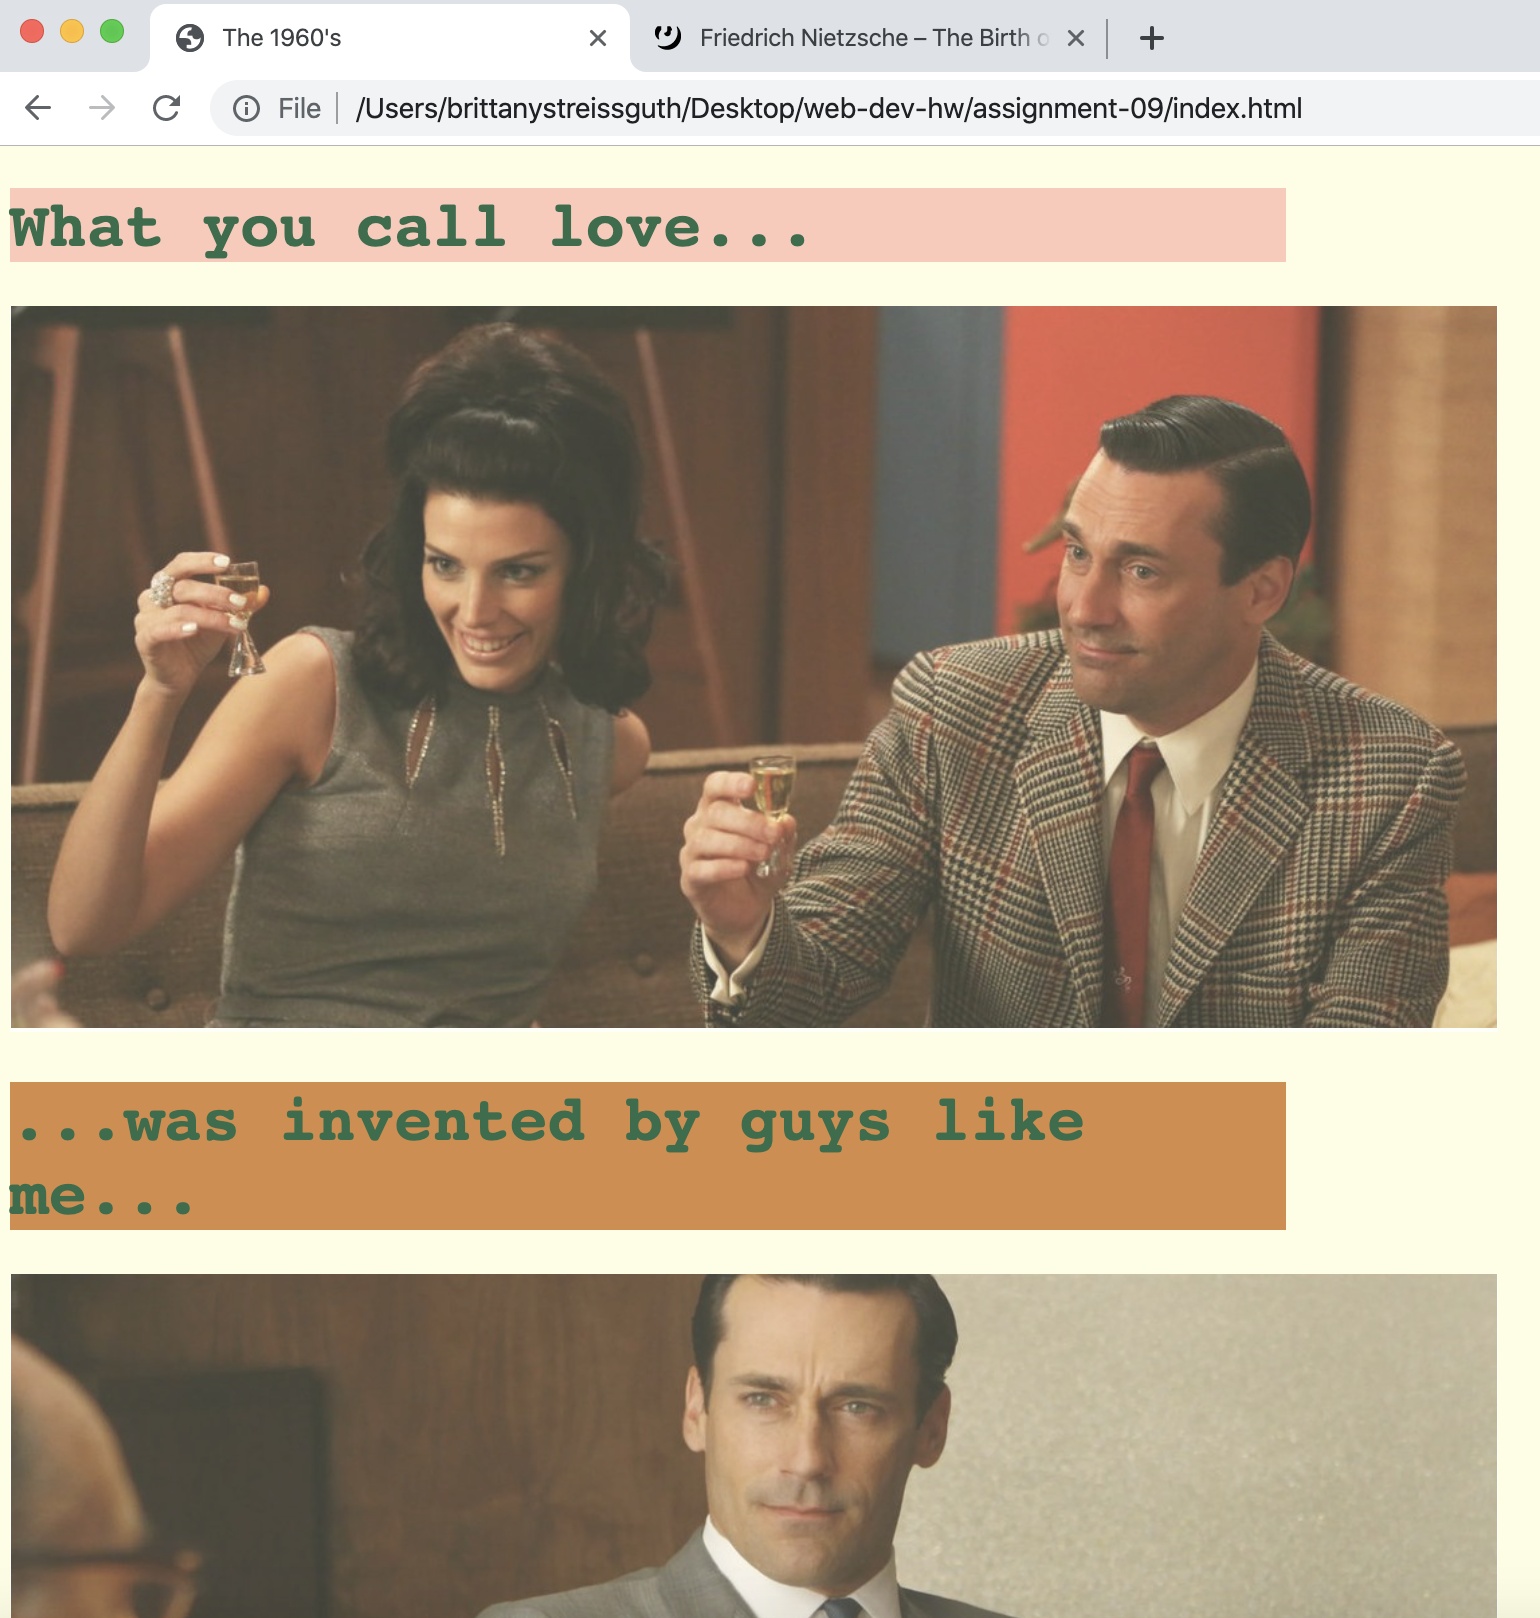 The 1960's
Friedrich Nietzsche – The Birth
File
/Users/brittanystreissguth/Desktop/web-dev-hw/assignment-09/index.html
What you call love...
...was invented by guys like
me...